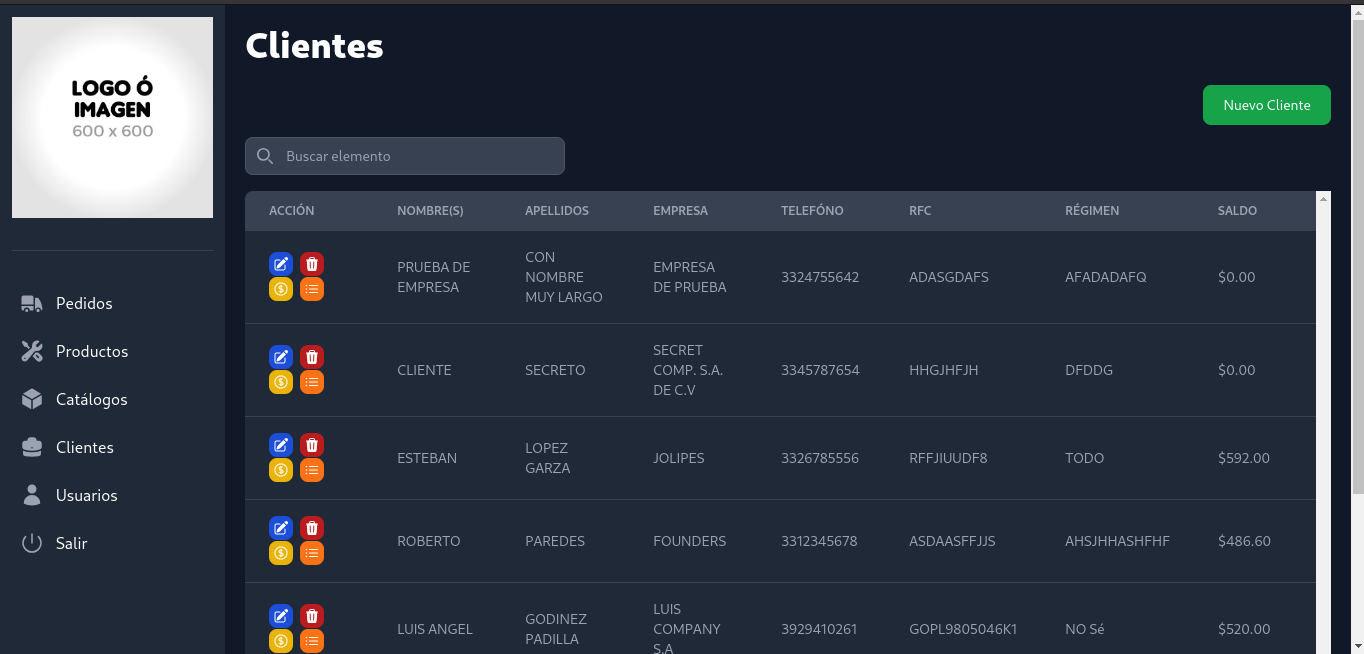 LOGO Ó
IMAGEN
600 x 600
Pedidos
Productos
Catálogos
Clientes
Usuarios
Salir
Clientes
Nuevo Cliente
Buscar elemento
ACCIÓN NOMBRE(S) APELLIDOS EMPRESA TELEFÓNO RFC RÉGIMEN SALDO
PRUEBA DE EMPRESA CON NOMBRE MUY LARGO EMPRESA DE PRUEBA 3324755642 ADASGDAFS AFADADAFQ $0.00
CLIENTE SECRETO SECRET COMP. S.A. DE C.V 3345787654 HHGJHFJH DFDDG $0.00
ESTEBAN LOPEZ GARZA JOLIPES 3326785556 RFFJIUUDF8 TODO $592.00
ROBERTO PAREDES FOUNDERS 3312345678 ASDAASFFJJS AHSJHHASHFHF $486.60
LUIS ANGEL GODINEZ PADILLA LUIS COMPANY S.A 3929410261 GOPL9805046K1 NO Sé $520.00